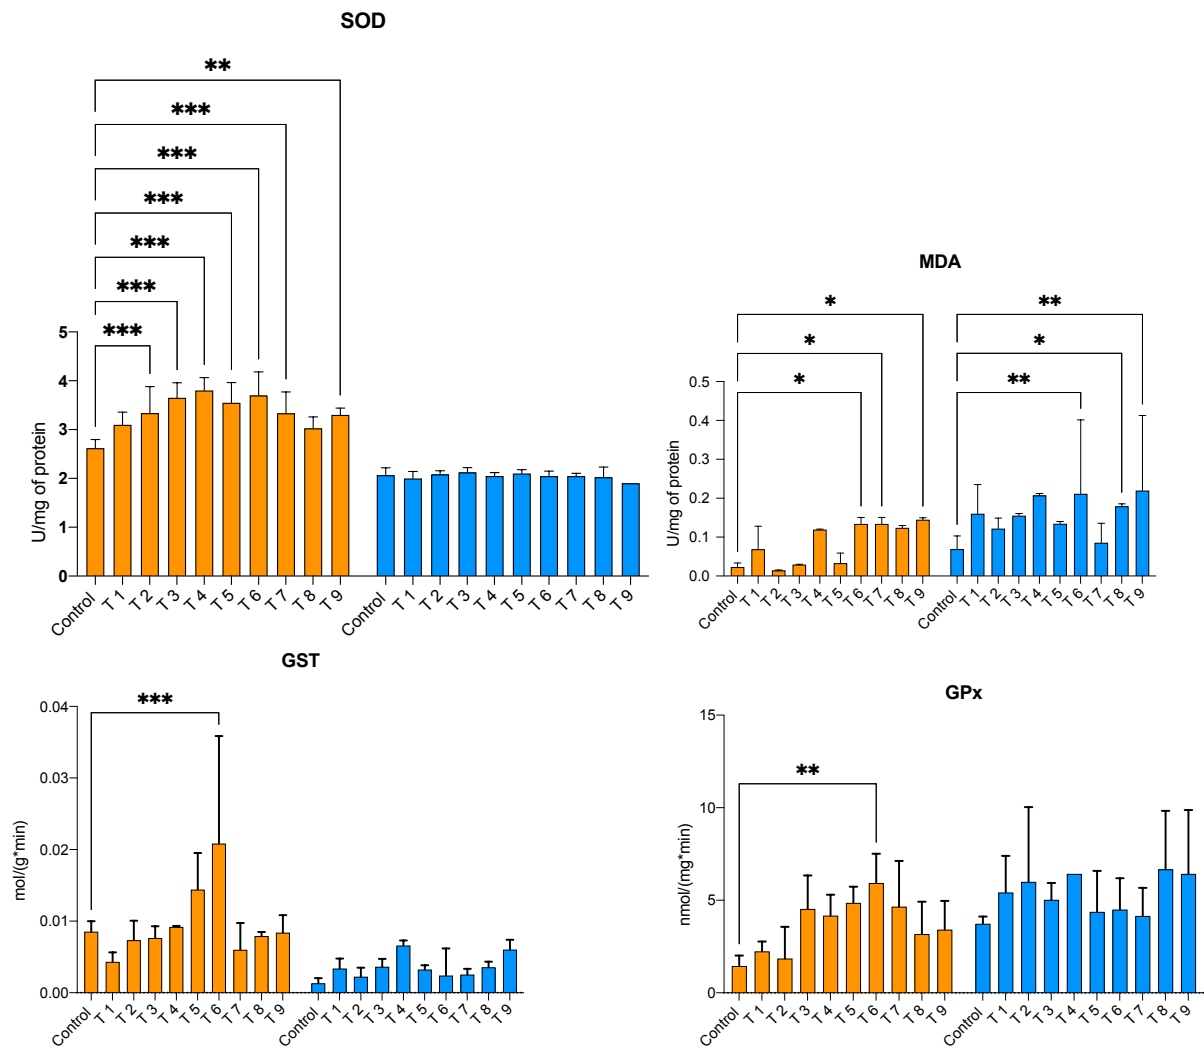 SOD
**
***
***
***
***
***
***
5
4
3
2
1
0
U/mg of protein
Control T 1 T 2 T 3 T 4 T 5 T 6 T 7 T 8 T 9 Control T 1 T 2 T 3 T 4 T 5 T 6 T 7 T 8 T 9
MDA
* **
* *
* **
0.5
0.4
0.3
0.2
0.1
0.0
U/mg of protein
Control T 1 T 2 T 3 T 4 T 5 T 6 T 7 T 8 T 9 Control T 1 T 2 T 3 T 4 T 5 T 6 T 7 T 8 T 9
GST
***
0.04
0.03
0.02
0.01
0.00
mol/(g*min)
Control T 1 T 2 T 3 T 4 T 5 T 6 T 7 T 8 T 9 Control T 1 T 2 T 3 T 4 T 5 T 6 T 7 T 8 T 9
GPx
**
15
10
5
0
nmol/(mg*min)
Control T 1 T 2 T 3 T 4 T 5 T 6 T 7 T 8 T 9 Control T 1 T 2 T 3 T 4 T 5 T 6 T 7 T 8 T 9